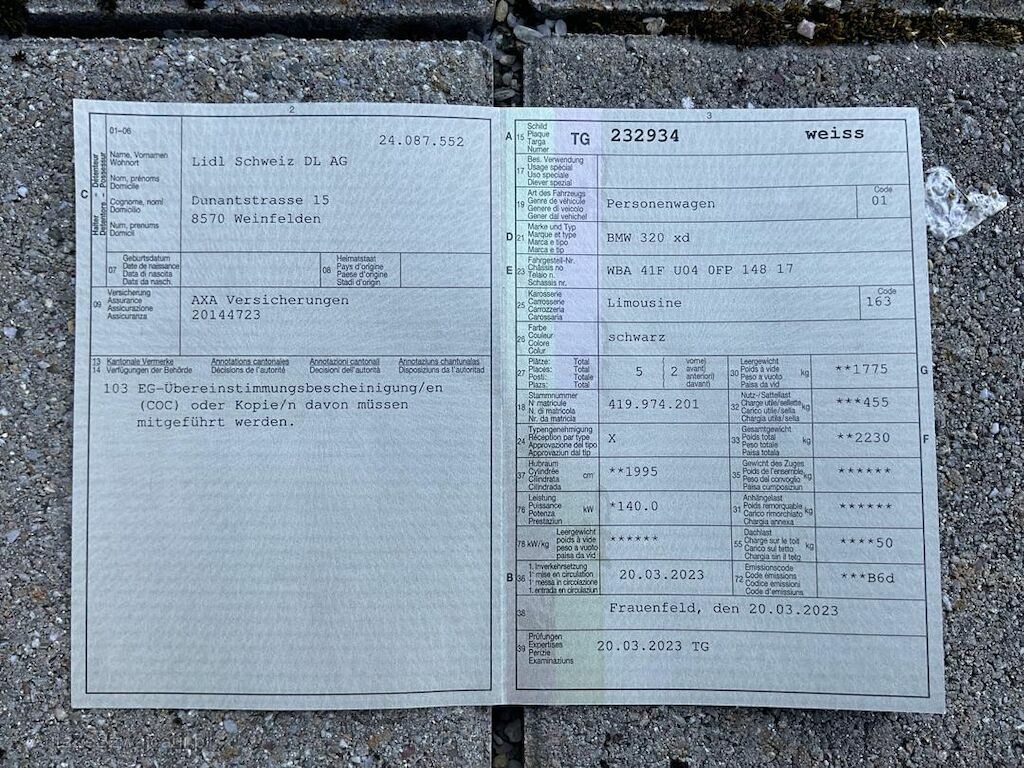 2
01–06
24.087.552
C
Halter - Détenteur
Detentore - Possessur
Name, Vornamen
Wohnort
Nom, prénoms
Domicile
Cognome, nomi
Domicilio
Num, prenums
Domicil
Lidl Schweiz DL AG
Dunantstrasse 15
8570 Weinfelden
07
Geburtsdatum
Date de naissance
Data di nascita
Data da nasch.
08
Heimatstaat
Pays d'origine
Paese d'origine
Stadi d'origin
09
Versicherung
Assurance
Assicurazione
Assicuranza
AXA Versicherungen
20144723
13 Kantonale Vermerke Annotations cantonales Annotazioni cantonali Annotaziuns chantunalas
14 Verfügungen der Behörde Décisions de l'autorité Decisioni dell'autorità Disposiziuns da l'autoritad
103 EG-Übereinstimmungsbescheinigung/en
(COC) oder Kopie/n davon müssen
mitgeführt werden.
3
A 15
Schild
Plaque
Targa
Numer
TG 232934 weiss
17
Bes. Verwendung
Usage spécial
Uso speciale
Diever spezial
19
Art des Fahrzeugs
Genre de véhicule
Genere di veicolo
Gener dal vehichel
Personenwagen
Code
01
D 21
Marke und Typ
Marque et type
Marca e tipo
Marca e tip
BMW 320 xd
E 23
Fahrgestell-Nr.
Châssis no
Telaio n.
Schassis nr.
WBA 41F U04 0FP 148 17
25
Karosserie
Carrosserie
Carrozzeria
Carossaria
Limousine
Code
163
26
Farbe
Couleur
Colore
Colur
schwarz
27
Plätze: Total
Places: Total
Posti: Totale
Plazs: Total
5
2
vorne)
avant)
anteriori)
davant)
G 30
Leergewicht
Poids à vide
Peso a vuoto
Paisa da vid
kg
**1775
18
Stammnummer
N° matricule
N. di matricola
Nr. da matricla
419.974.201
32
Nutz-/Sattellast
Charge utile/sellette
Carico utile/sella
Chargia utila/sella
kg
***455
24
Typengenehmigung
Réception par type
Approvazione del tipo
Approvaziun dal tip
X
F 33
Gesamtgewicht
Poids total
Peso totale
Paisa totala
kg
**2230
37
Hubraum
Cylindrée
Cilindrata
Cilindrada
cm³
**1995
35
Gewicht des Zuges
Poids de l'ensemble
Peso del convoglio
Paisa cumposiziun
kg
******
76
Leistung
Puissance
Potenza
Prestaziun
kW
*140.0
31
Anhängelast
Poids remorquable
Carico rimorchiato
Chargia annexa
kg
******
78 kW/kg
Leergewicht
poids à vide
peso a vuoto
paisa da vid
******
55
Dachlast
Charge sur le toit
Carico sul tetto
Chargia sin il tetg
kg
****50
B 36
1. Inverkehrsetzung
1re mise en circulation
1a messa in circolazione
1. entrada en circulaziun
20.03.2023
72
Emissionscode
Code émissions
Codice emissioni
Code d'emissiuns
***B6d
38
Frauenfeld, den 20.03.2023
39
Prüfungen
Expertises
Perizie
Examinaziuns
20.03.2023 TG